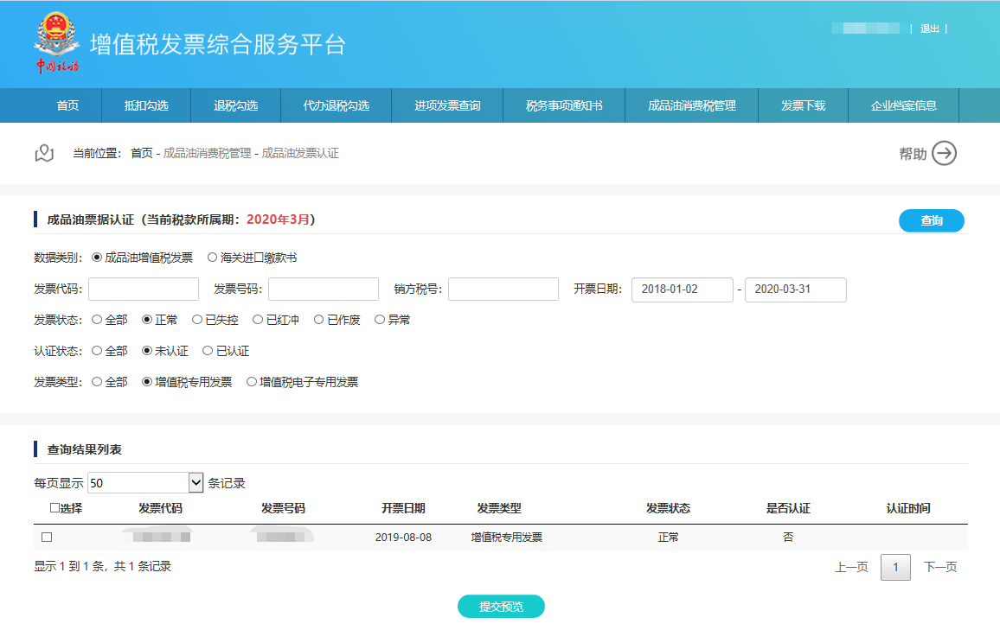 中国税务
增值税发票综合服务平台
| 退出 |
首页 抵扣勾选 退税勾选 代办退税勾选 进项发票查询 税务事项通知书 成品油消费税管理 发票下载 企业档案信息
当前位置： 首页 - 成品油消费税管理 - 成品油发票认证 帮助
成品油票据认证（当前税款所属期：2020年3月） 查询
数据类别： 成品油增值税发票 海关进口缴款书
发票代码： 发票号码： 销方税号： 开票日期： 2018-01-02 - 2020-03-31
发票状态： 全部 正常 已失控 已红冲 已作废 异常
认证状态： 全部 未认证 已认证
发票类型： 全部 增值税专用发票 增值税电子专用发票
查询结果列表
每页显示 50 条记录
选择 发票代码 发票号码 开票日期 发票类型 发票状态 是否认证 认证时间
2019-08-08 增值税专用发票 正常 否
显示 1 到 1 条，共 1 条记录 上一页 1 下一页
提交预览